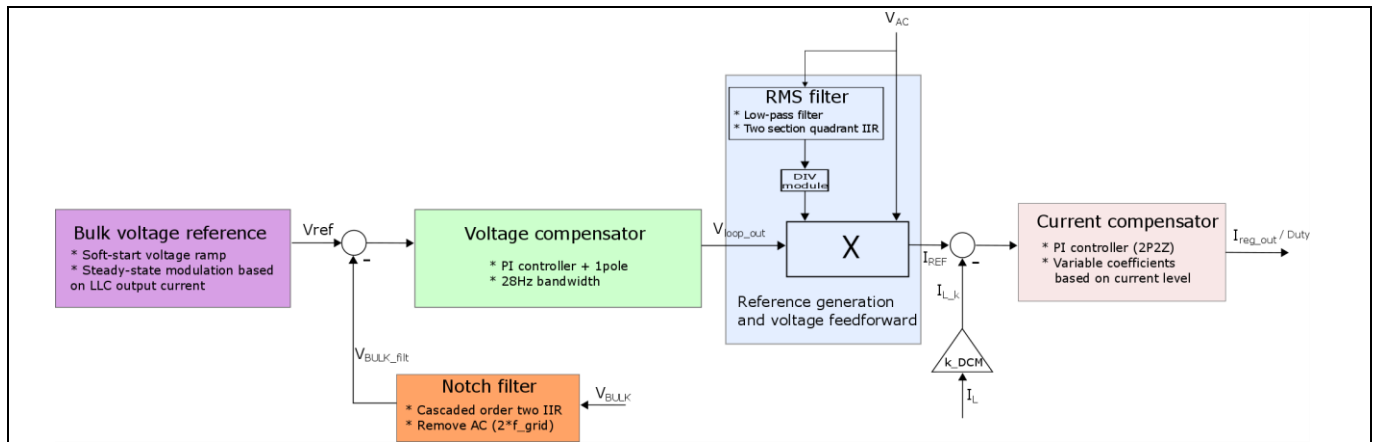 V_AC
RMS filter
* Low-pass filter
* Two section quadrant IIR
DIV
module
Bulk voltage reference
* Soft-start voltage ramp
* Steady-state modulation based
on LLC output current
Vref
-
Voltage compensator
* PI controller + 1pole
* 28Hz bandwidth
V_loop_out
X
Reference generation
and voltage feedforward
I_REF
-
Current compensator
* PI controller (2P2Z)
* Variable coefficients
based on current level
I_reg_out / Duty
I_L_k
k_DCM
I_L
V_BULK_filt
Notch filter
* Cascaded order two IIR
* Remove AC (2*f_grid)
V_BULK